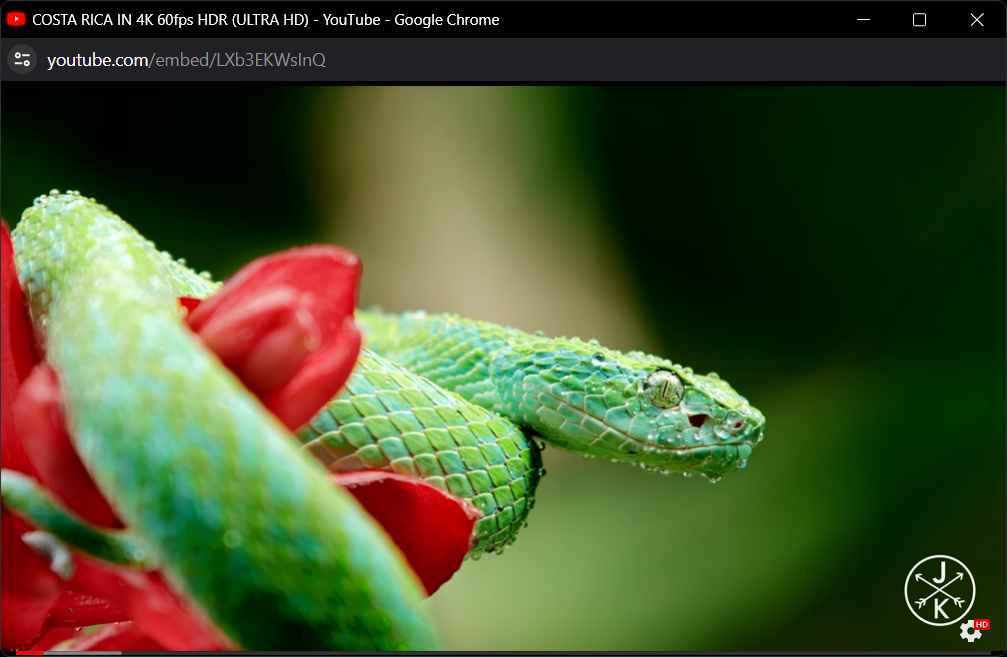 COSTA RICA IN 4K 60fps HDR (ULTRA HD) - YouTube - Google Chrome
youtube.com/embed/LXb3EKWsInQ
J
K
HD